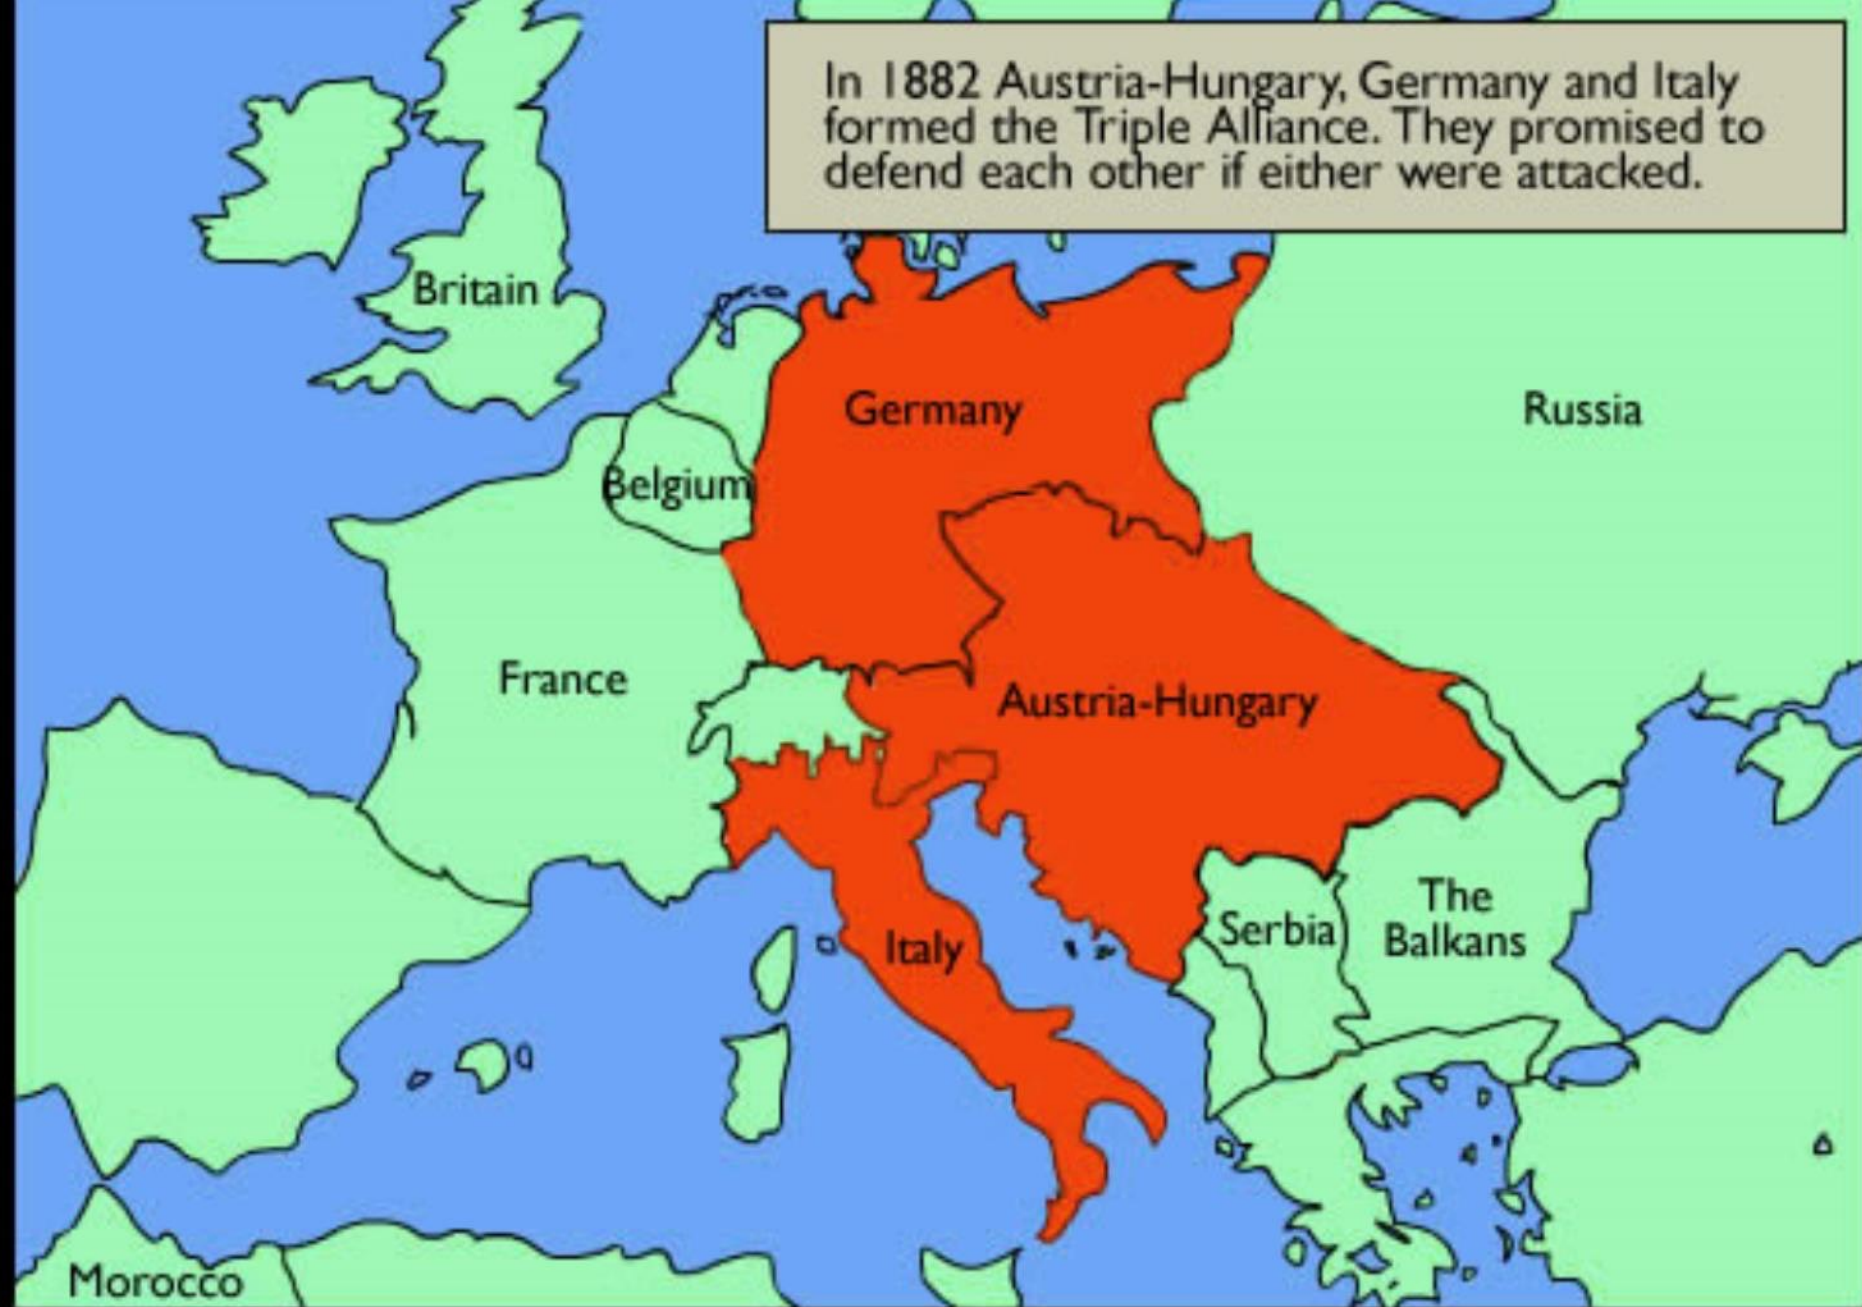 In 1882 Austria-Hungary, Germany and Italy
formed the Triple Alliance. They promised to
defend each other if either were attacked.
Britain
Germany
Russia
Belgium
France
Austria-Hungary
The
Balkans
Serbia
Italy
Morocco